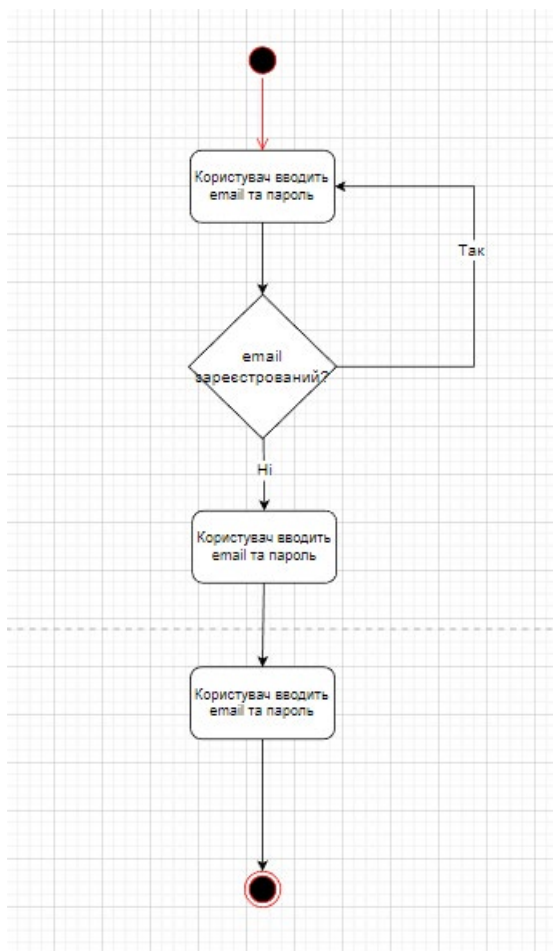 Користувач вводить
email та пароль
Так
email
зареєстрований?
Ні
Користувач вводить
email та пароль
Користувач вводить
email та пароль